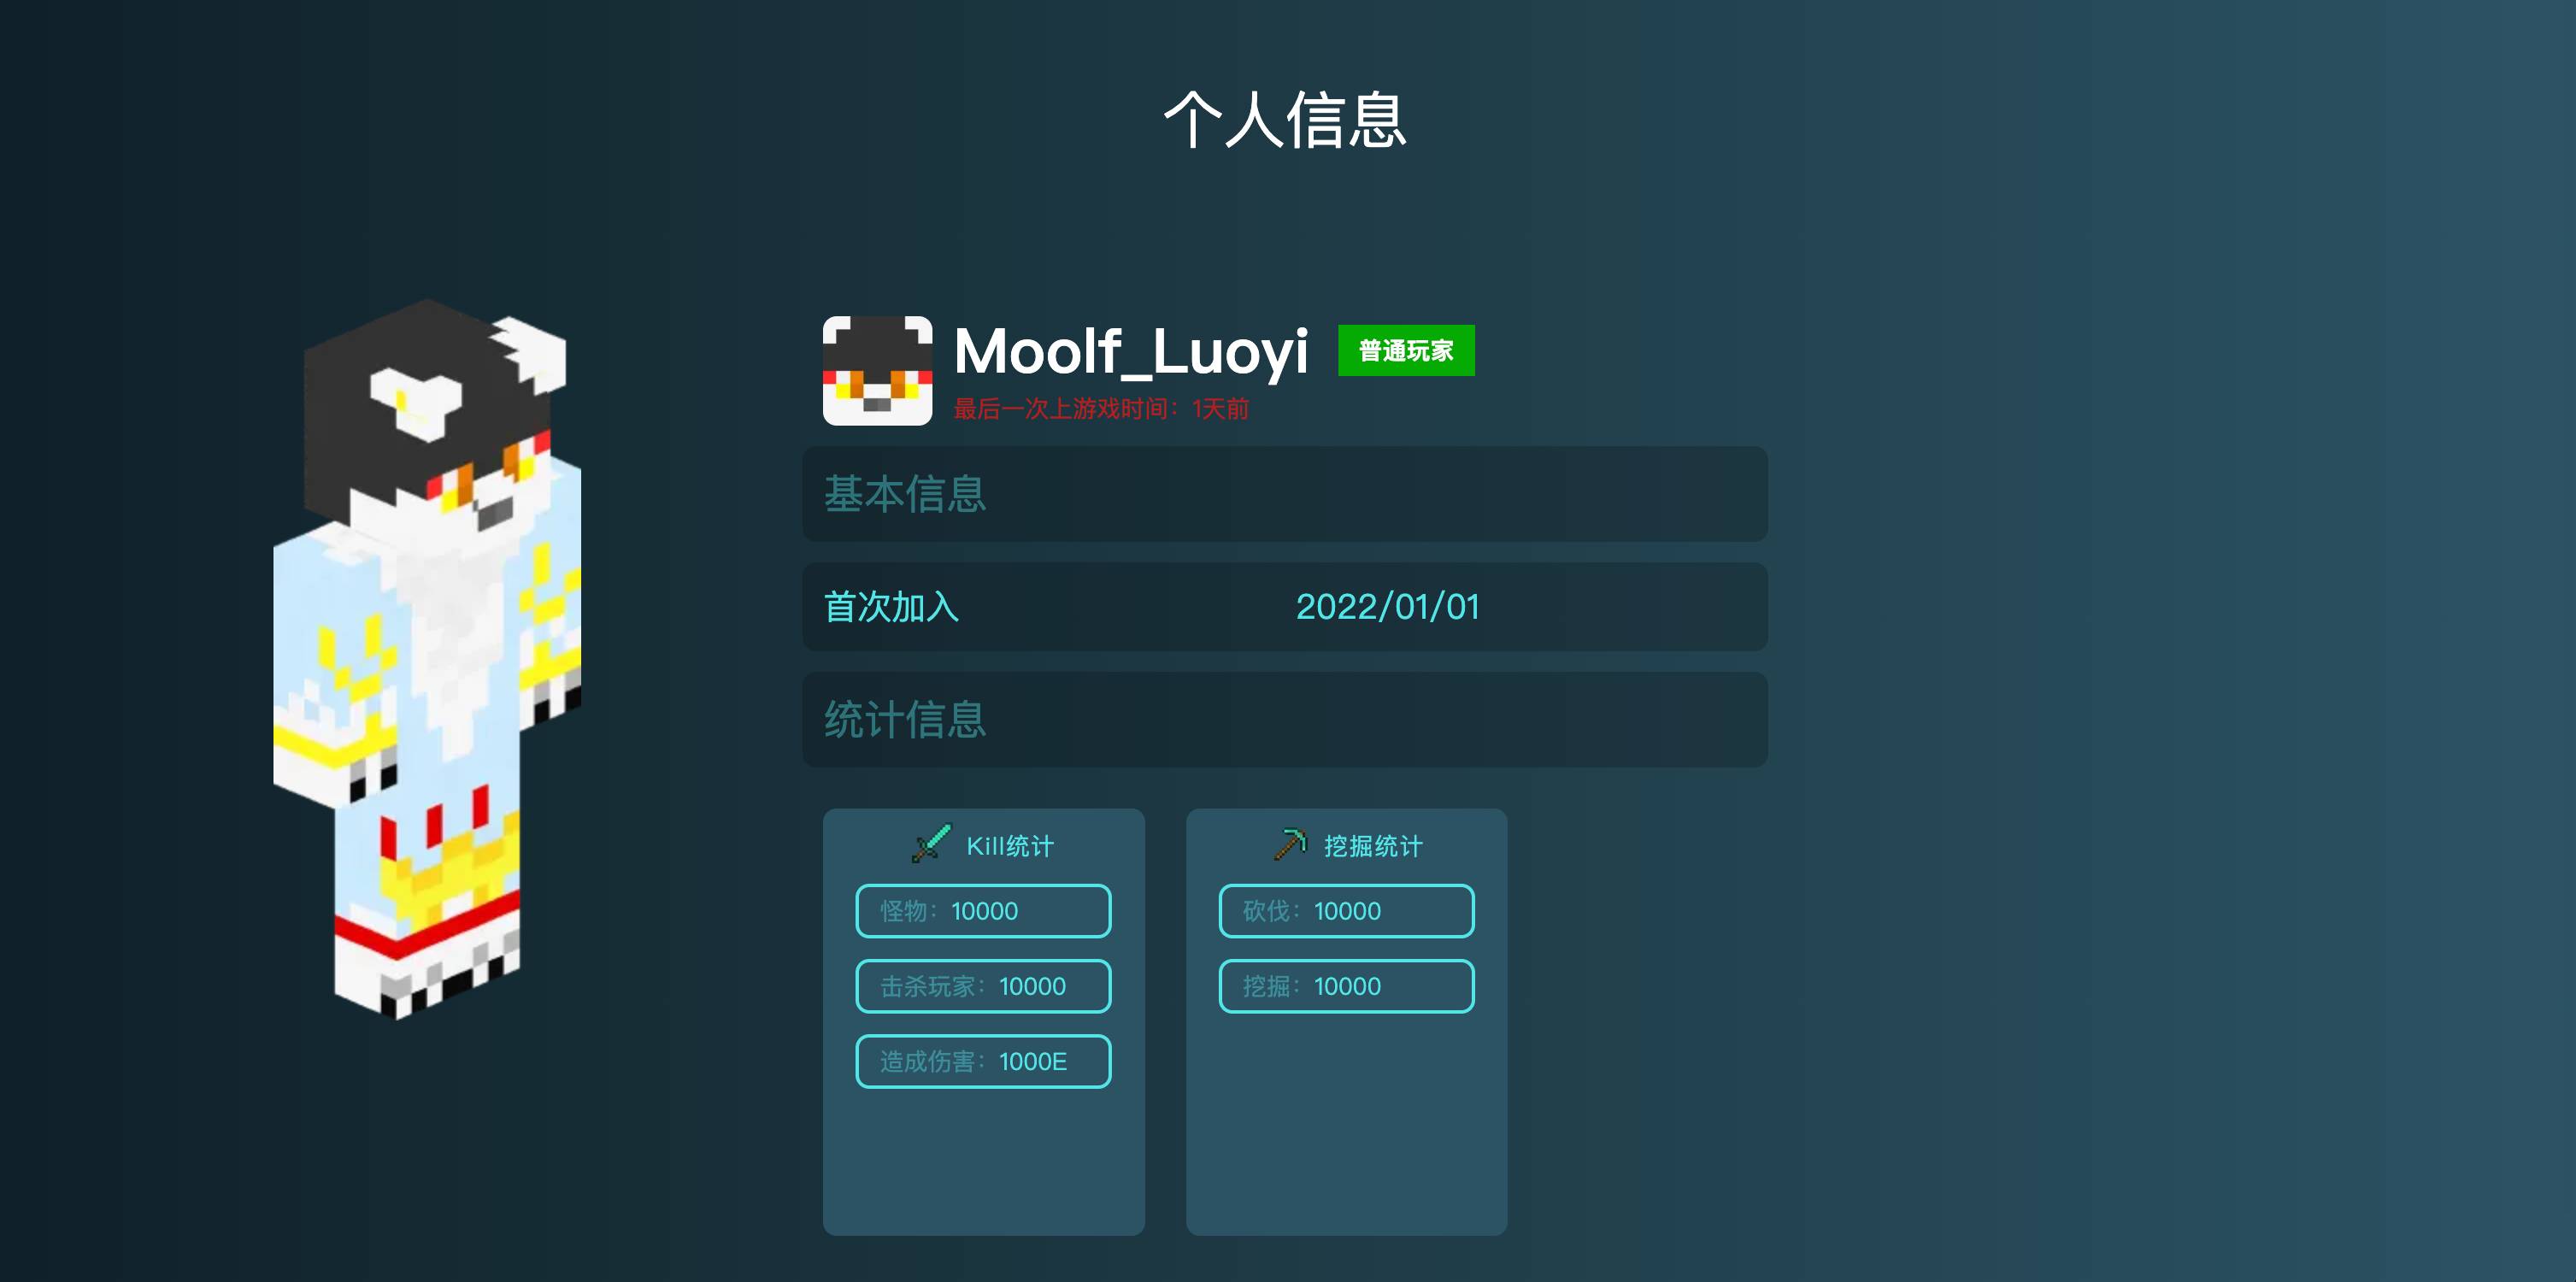 个人信息
Moolf_Luoyi 普通玩家
最后一次上游戏时间：1天前
基本信息
首次加入 2022/01/01
统计信息
Kill统计
怪物：10000
击杀玩家：10000
造成伤害：1000E
挖掘统计
砍伐：10000
挖掘：10000